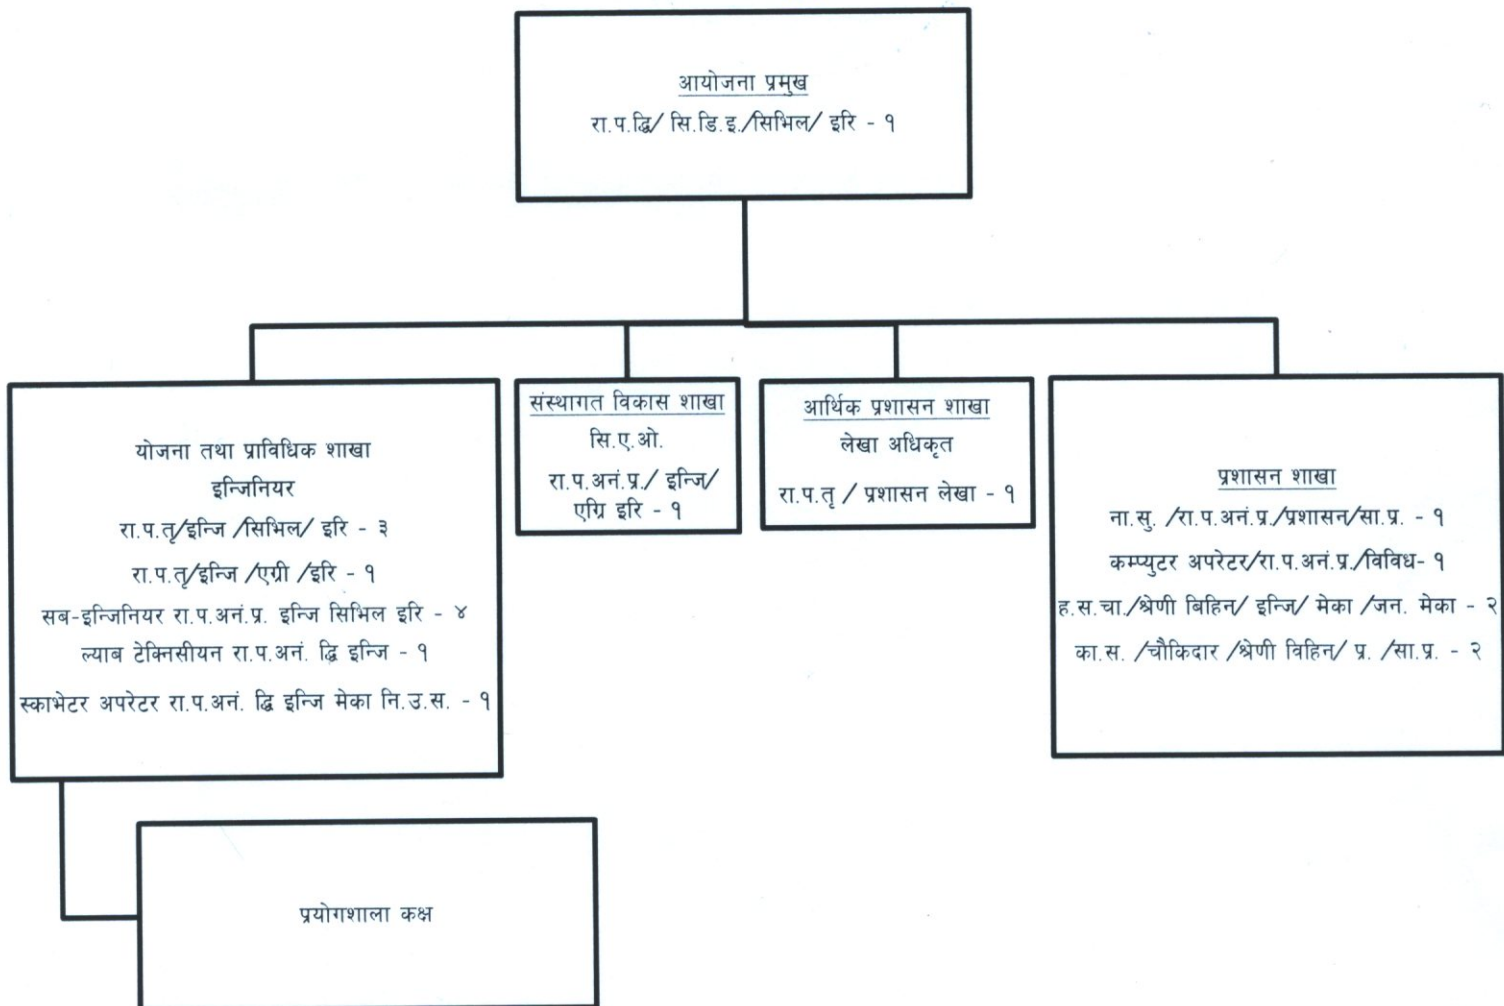 आयोजना प्रमुख
रा.प.द्वि/ सि.डि.इ./सिभिल/ इरि - १
योजना तथा प्राविधिक शाखा
इन्जिनियर
रा.प.तृ/इन्जि /सिभिल/ इरि - ३
रा.प.तृ/इन्जि /एग्री /इरि - १
सब-इन्जिनियर रा.प.अनं.प्र. इन्जि सिभिल इरि - ४
ल्याब टेक्निसीयन रा.प.अनं. द्वि इन्जि - १
स्काभेटर अपरेटर रा.प.अनं. द्वि इन्जि मेका नि.उ.स. - १
संस्थागत विकास शाखा
सि.ए.ओ.
रा.प.अनं.प्र./ इन्जि/
एग्रि इरि - १
आर्थिक प्रशासन शाखा
लेखा अधिकृत
रा.प.तृ / प्रशासन लेखा - १
प्रशासन शाखा
ना.सु. /रा.प.अनं.प्र./प्रशासन/सा.प्र. - १
कम्प्युटर अपरेटर/रा.प.अनं.प्र./विविध- १
ह.स.चा./श्रेणी बिहिन/ इन्जि/ मेका /जन. मेका - २
का.स. /चौकिदार /श्रेणी विहिन/ प्र. /सा.प्र. - २
प्रयोगशाला कक्ष